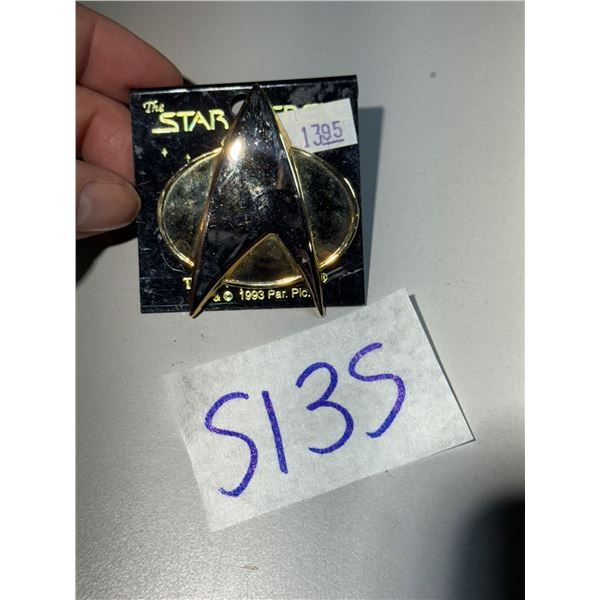 The
STAR
1395
& © 1993 Par. Pic.
®
S135